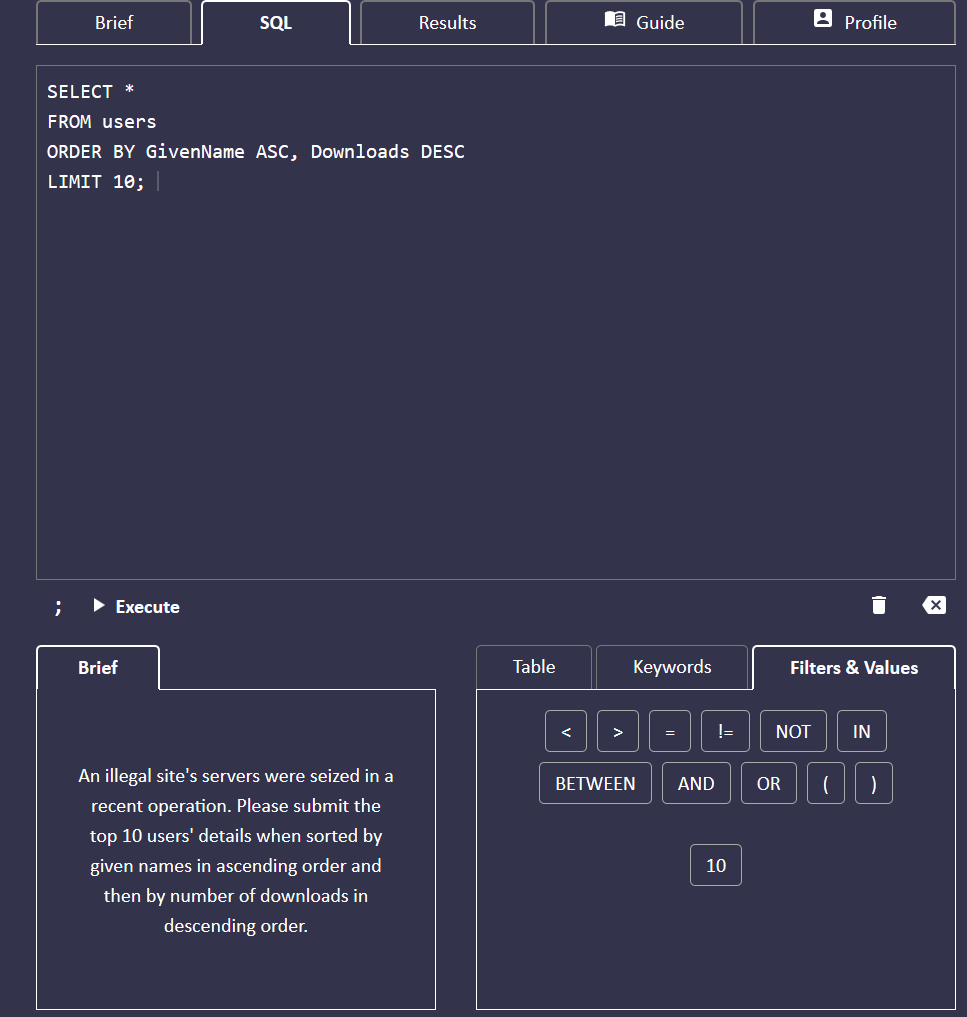 Brief SQL Results Guide Profile
SELECT *
FROM users
ORDER BY GivenName ASC, Downloads DESC
LIMIT 10;
; Execute
Brief
An illegal site's servers were seized in a
recent operation. Please submit the
top 10 users' details when sorted by
given names in ascending order and
then by number of downloads in
descending order.
Table Keywords Filters & Values
< > = != NOT IN
BETWEEN AND OR ( )
10